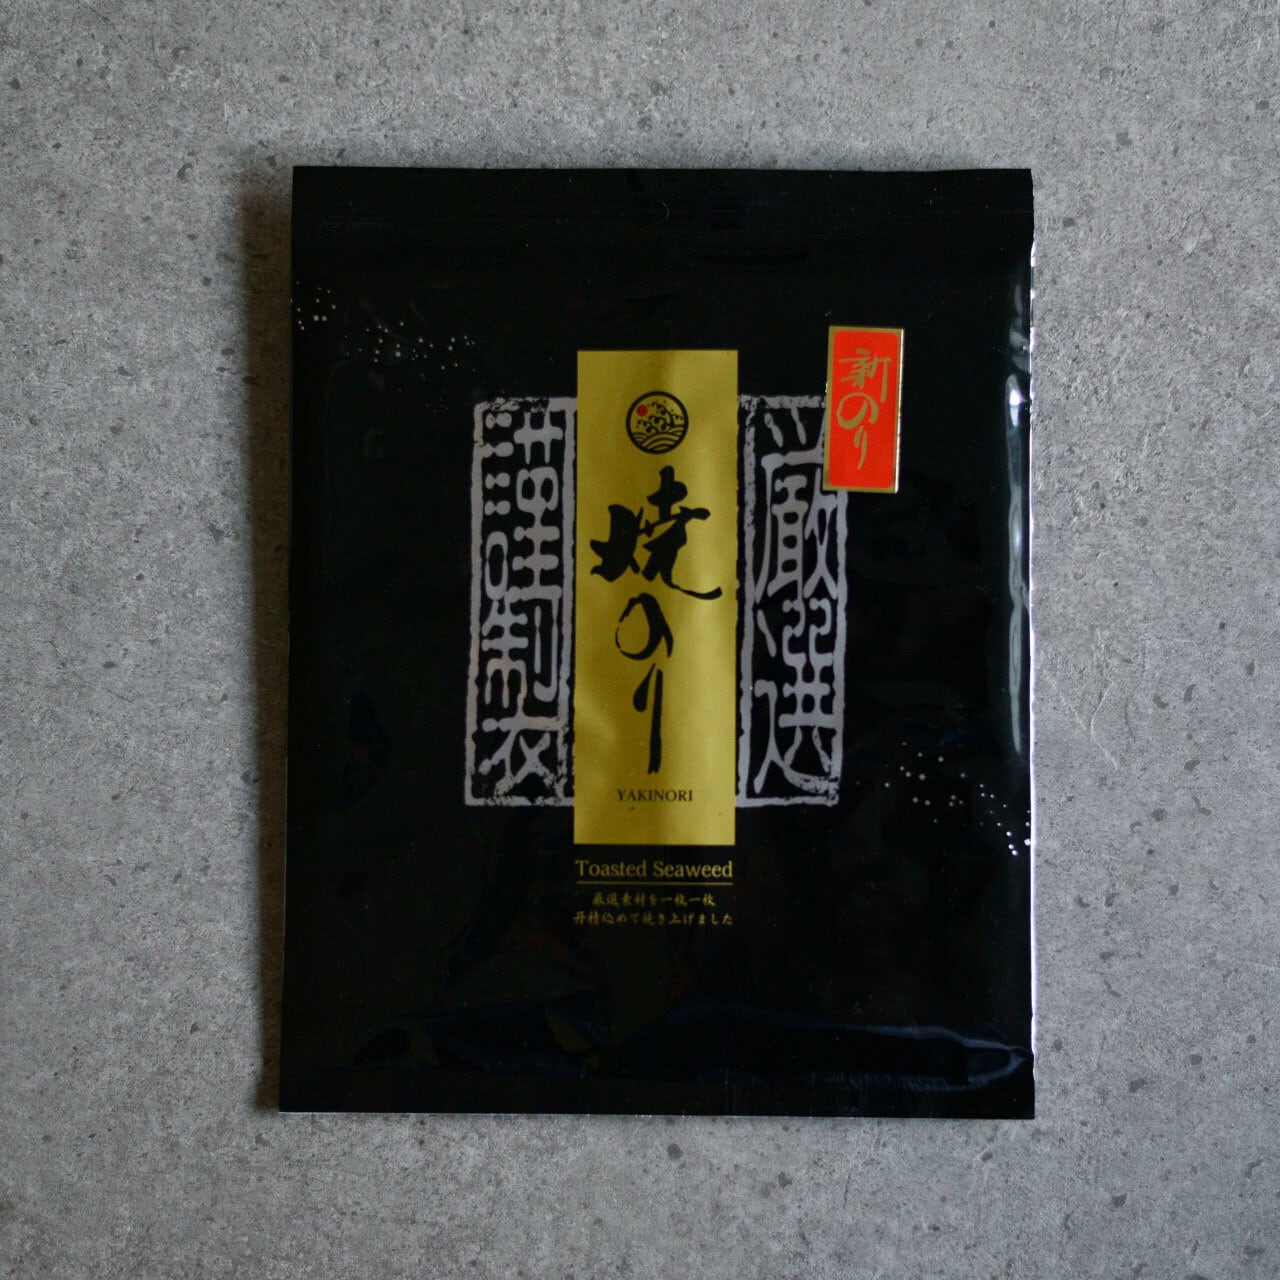 新のり
厳選
焼のり
YAKINORI
謹製
Toasted Seaweed
厳選素材を一枚一枚
丹精込めて焼き上げました